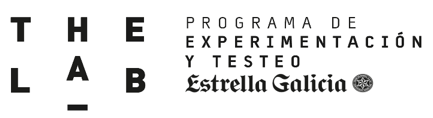 THE
LAB
PROGRAMA DE
EXPERIMENTACIÓN
Y TESTEO
Estrella Galicia